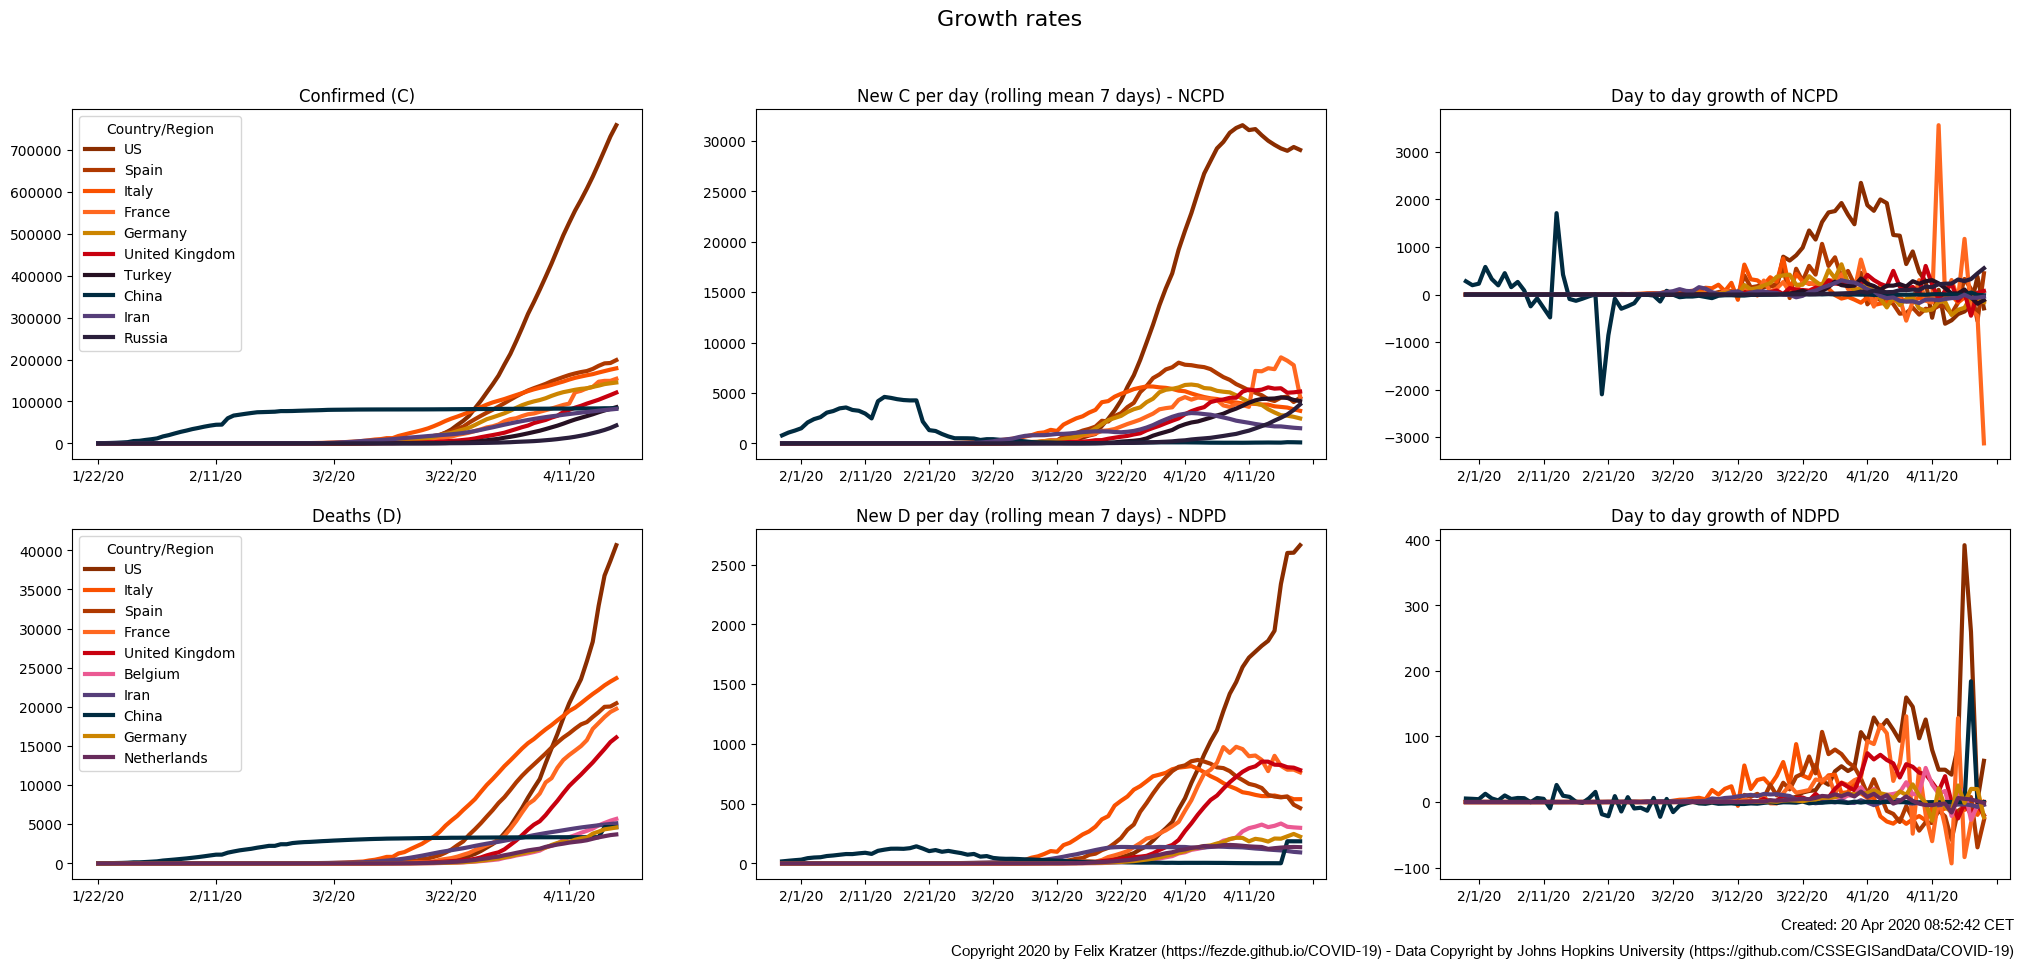 Growth rates
Confirmed (C)
Country/Region
US
Spain
Italy
France
Germany
United Kingdom
Turkey
China
Iran
Russia
700000
600000
500000
400000
300000
200000
100000
0
1/22/20 2/11/20 3/2/20 3/22/20 4/11/20
New C per day (rolling mean 7 days) - NCPD
30000
25000
20000
15000
10000
5000
0
2/1/20 2/11/20 2/21/20 3/2/20 3/12/20 3/22/20 4/1/20 4/11/20
Day to day growth of NCPD
3000
2000
1000
0
−1000
−2000
−3000
2/1/20 2/11/20 2/21/20 3/2/20 3/12/20 3/22/20 4/1/20 4/11/20
Deaths (D)
Country/Region
US
Italy
Spain
France
United Kingdom
Belgium
Iran
China
Germany
Netherlands
40000
35000
30000
25000
20000
15000
10000
5000
0
1/22/20 2/11/20 3/2/20 3/22/20 4/11/20
New D per day (rolling mean 7 days) - NDPD
2500
2000
1500
1000
500
0
2/1/20 2/11/20 2/21/20 3/2/20 3/12/20 3/22/20 4/1/20 4/11/20
Day to day growth of NDPD
400
300
200
100
0
−100
2/1/20 2/11/20 2/21/20 3/2/20 3/12/20 3/22/20 4/1/20 4/11/20
Created: 20 Apr 2020 08:52:42 CET
Copyright 2020 by Felix Kratzer (https://fezde.github.io/COVID-19) - Data Copyright by Johns Hopkins University (https://github.com/CSSEGISandData/COVID-19)